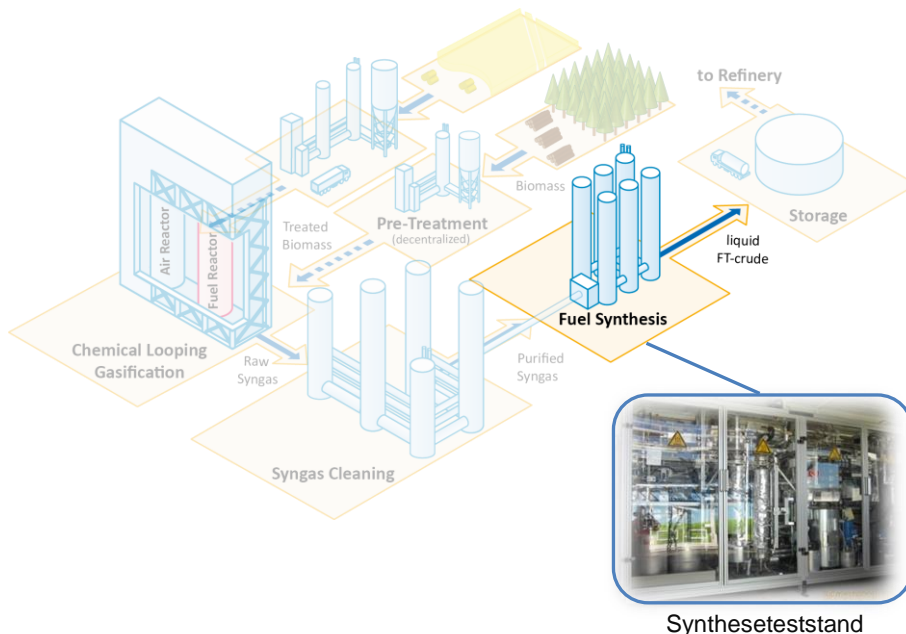 to Refinery
Storage
Biomass
Pre-Treatment
(decentralized)
Treated
Biomass
Air Reactor
Fuel Reactor
liquid
FT-crude
Fuel Synthesis
Chemical Looping
Gasification
Raw
Syngas
Purified
Syngas
Syngas Cleaning
Syntheseteststand